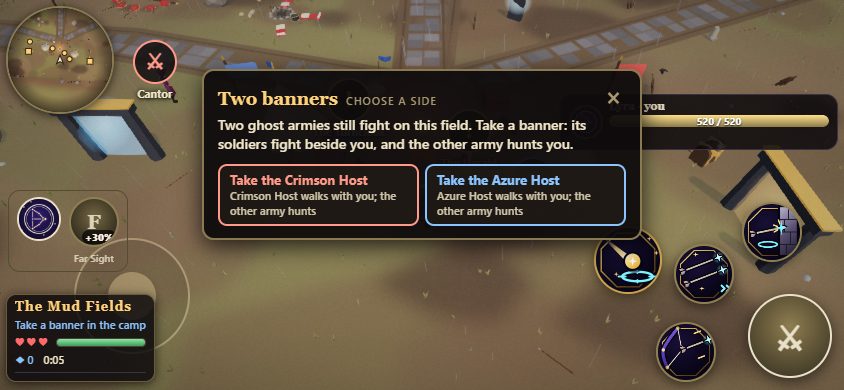 Cantor
Two banners CHOOSE A SIDE
Two ghost armies still fight on this field. Take a banner: its
soldiers fight beside you, and the other army hunts you.
Take the Crimson Host
Crimson Host walks with you; the
other army hunts
Take the Azure Host
Azure Host walks with you; the
other army hunts
you
520 / 520
F
+30%
Far Sight
The Mud Fields
Take a banner in the camp
0 0:05